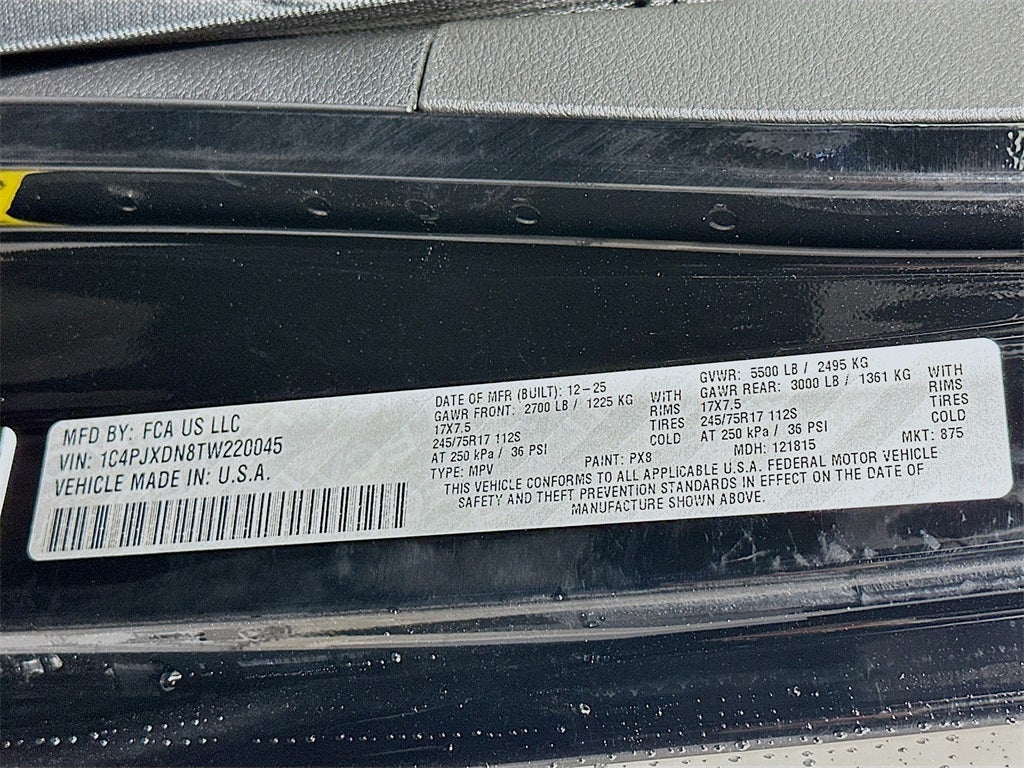 MFD BY: FCA US LLC
VIN: 1C4PJXDN8TW220045
VEHICLE MADE IN: U.S.A.
DATE OF MFR (BUILT): 12-25
GAWR FRONT: 2700 LB / 1225 KG WITH
17X7.5 RIMS
245/75R17 112S TIRES
AT 250 kPa / 36 PSI COLD
GVWR: 5500 LB / 2495 KG
GAWR REAR: 3000 LB / 1361 KG WITH
17X7.5 RIMS
245/75R17 112S TIRES
AT 250 kPa / 36 PSI COLD
TYPE: MPV PAINT: PX8 MDH: 121815 MKT: 875
THIS VEHICLE CONFORMS TO ALL APPLICABLE U.S.A. FEDERAL MOTOR VEHICLE
SAFETY AND THEFT PREVENTION STANDARDS IN EFFECT ON THE DATE OF
MANUFACTURE SHOWN ABOVE.